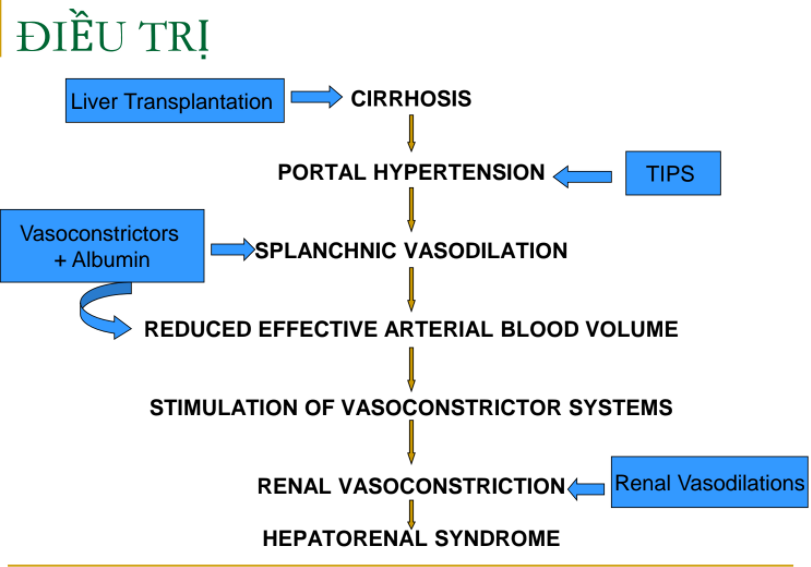 ĐIỀU TRỊ
Liver Transplantation
CIRRHOSIS
PORTAL HYPERTENSION
TIPS
Vasoconstrictors
+ Albumin
SPLANCHNIC VASODILATION
REDUCED EFFECTIVE ARTERIAL BLOOD VOLUME
STIMULATION OF VASOCONSTRICTOR SYSTEMS
RENAL VASOCONSTRICTION
Renal Vasodilations
HEPATORENAL SYNDROME